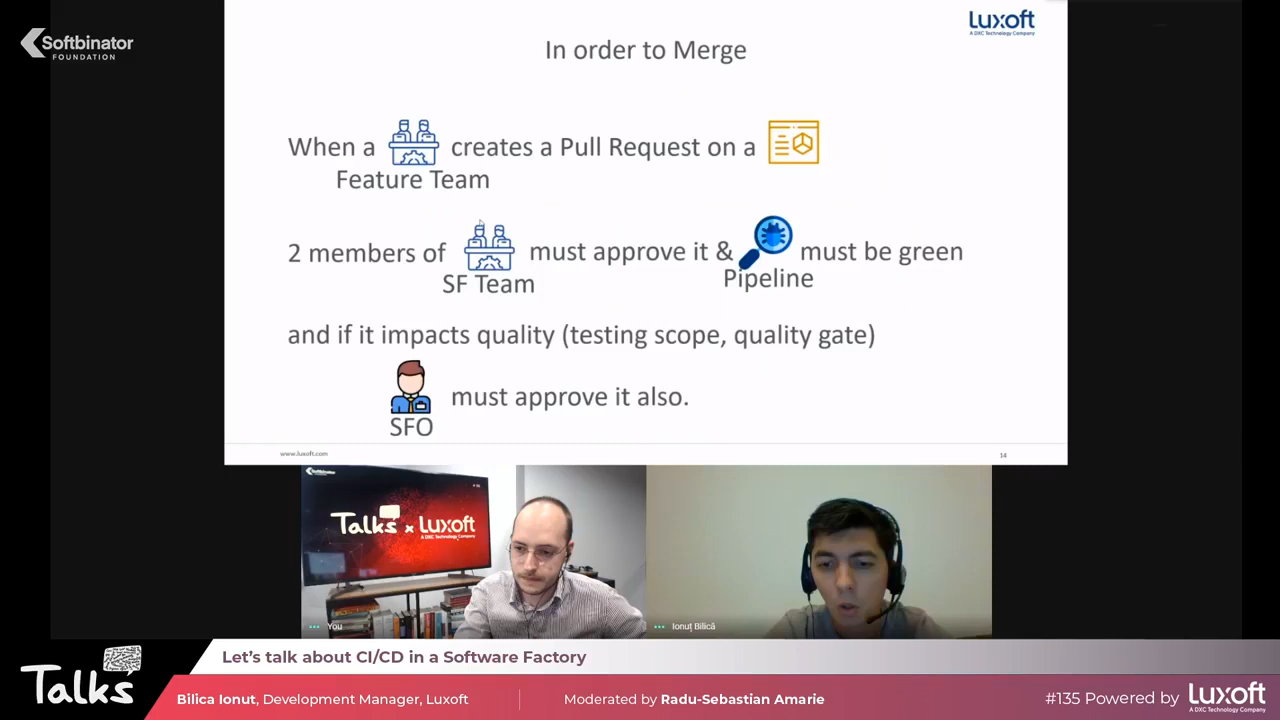 Softbinator
FOUNDATION
Luxoft
A DXC Technology Company
In order to Merge
When a creates a Pull Request on a
Feature Team
2 members of must approve it & must be green
SF Team Pipeline
and if it impacts quality (testing scope, quality gate)
must approve it also.
SFO
www.luxoft.com 14
Softbinator
Talks x Luxoft
A DXC Technology Company
You
Ionuț Bilică
Talks
Let's talk about CI/CD in a Software Factory
Bilica Ionut, Development Manager, Luxoft
Moderated by Radu-Sebastian Amarie
#135 Powered by Luxoft
A DXC Technology Company